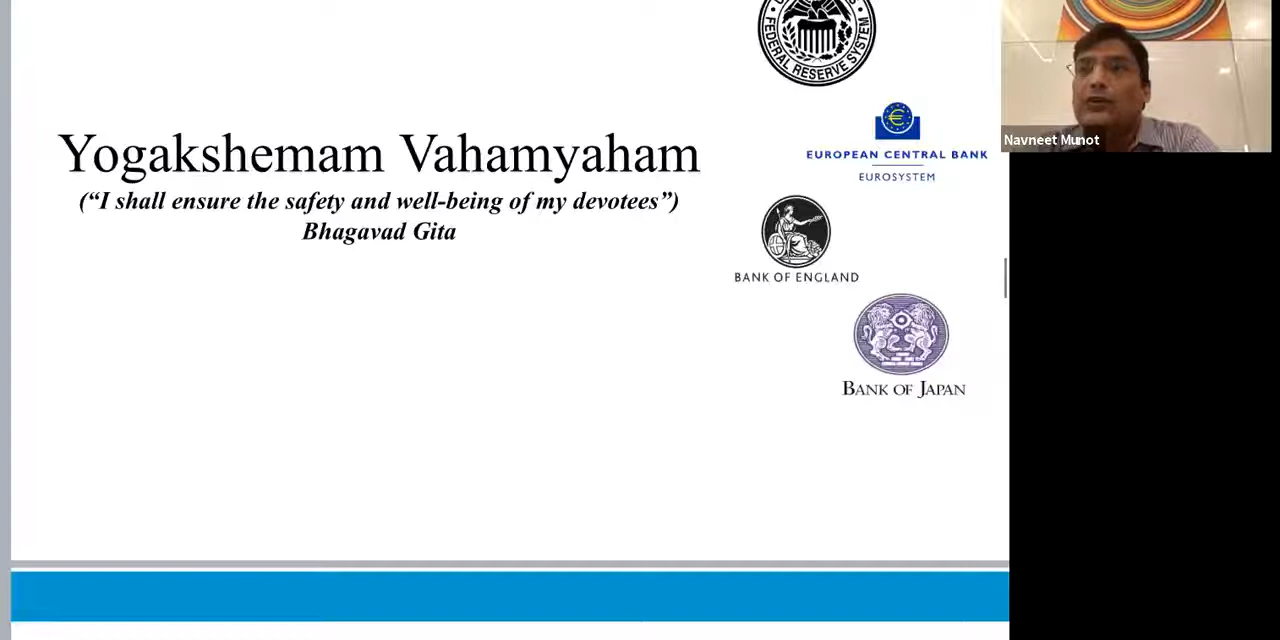 FEDERAL RESERVE SYSTEM
Yogakshemam Vahamyaham
(“I shall ensure the safety and well-being of my devotees”)
Bhagavad Gita
EUROPEAN CENTRAL BANK
EUROSYSTEM
BANK OF ENGLAND
BANK OF JAPAN
Navneet Munot